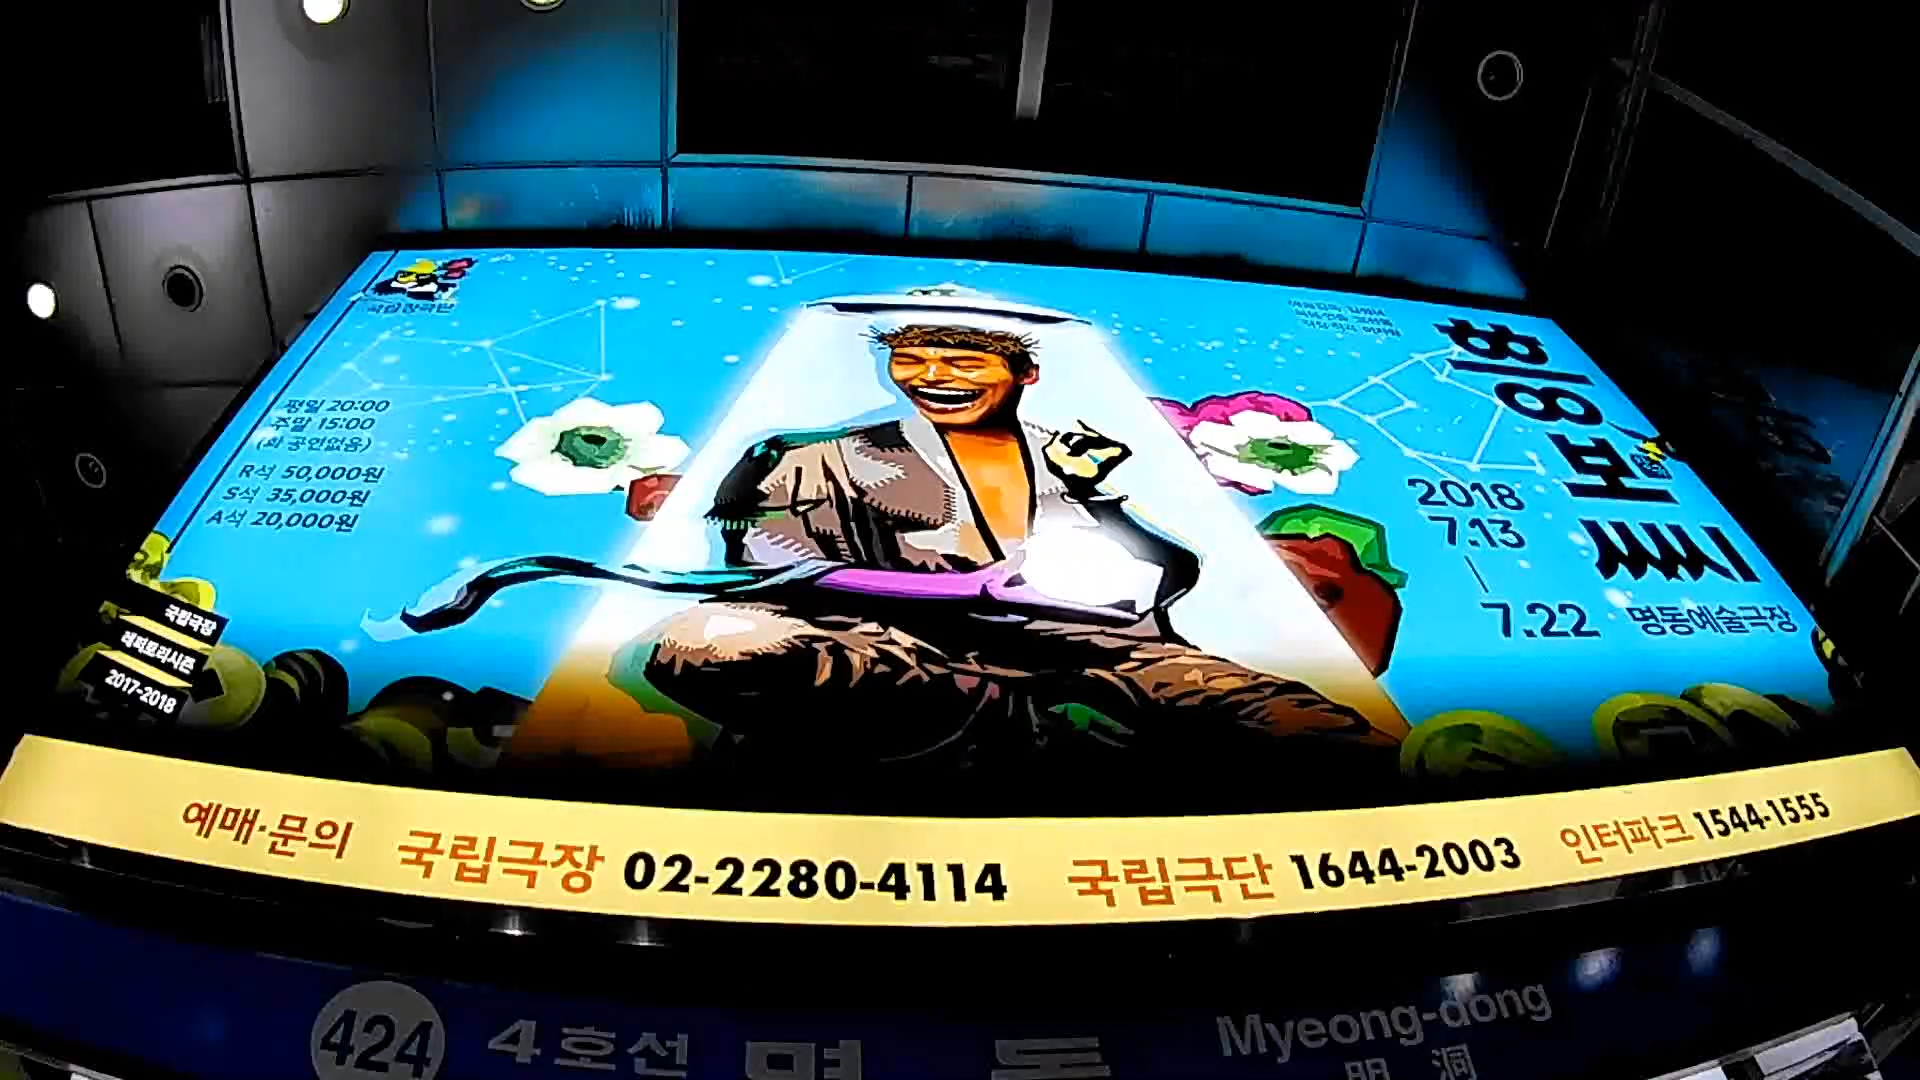 국립창극단
평일 20:00
주말 15:00
(화 공연없음)
R석 50,000원
S석 35,000원
A석 20,000원
국립극장
레퍼토리시즌
2017-2018
흥보씨
2018
7.13
7.22 명동예술극장
예매·문의 국립극장 02-2280-4114 국립극단 1644-2003 인터파크 1544-1555
424 4호선 명동 Myeong-dong
明洞